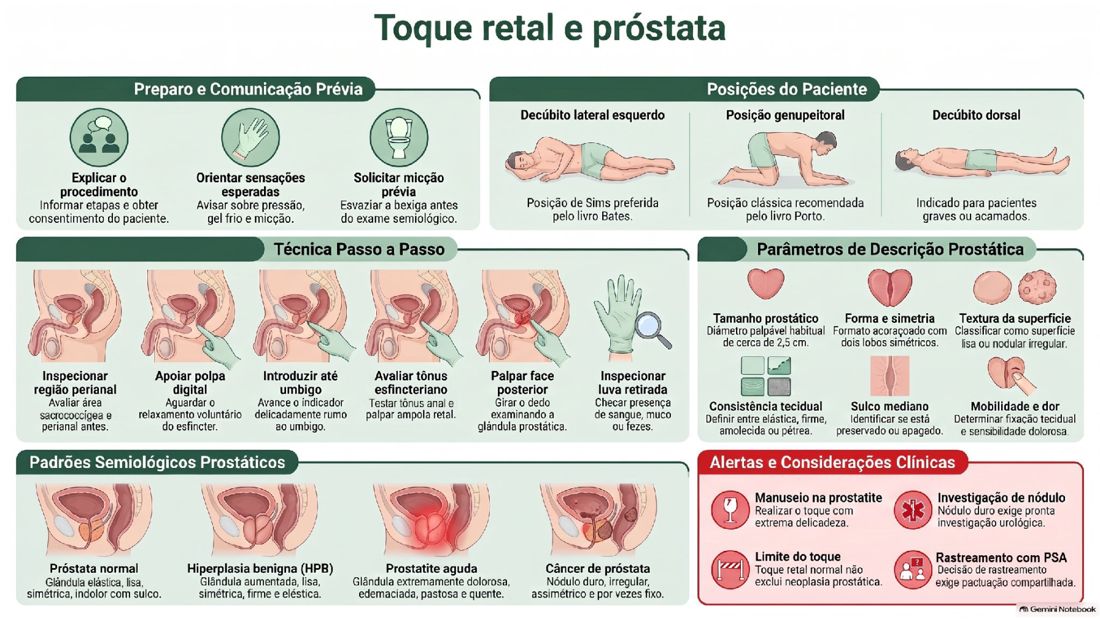 Toque retal e próstata
Preparo e Comunicação Prévia
Explicar o
procedimento
Informar etapas e obter
consentimento do paciente.
Orientar sensações
esperadas
Avisar sobre pressão,
gel frio e micção.
Solicitar micção
prévia
Esvaziar a bexiga antes
do exame semiológico.
Posições do Paciente
Decúbito lateral esquerdo
Posição de Sims preferida
pelo livro Bates.
Posição genupeitoral
Posição clássica recomendada
pelo livro Porto.
Decúbito dorsal
Indicado para pacientes
graves ou acamados.
Técnica Passo a Passo
Inspecionar
região perianal
Avaliar área
sacrococcígea e
perianal antes.
Apoiar polpa
digital
Aguardar o
relaxamento voluntário
do esfincter.
Introduzir até
umbigo
Avance o indicador
delicadamente rumo
ao umbigo.
Avaliar tônus
esfincteriano
Testar tônus anal e
palpar ampola retal.
Palpar face
posterior
Girar o dedo
examinando a
glândula prostática.
Inspecionar
luva retirada
Checar presença
de sangue, muco
ou fezes.
Parâmetros de Descrição Prostática
Tamanho prostático
Diámetro palpável habitual
de cerca de 2,5 cm.
Forma e simetria
Formato acoraçoado com
dois lobos simétricos.
Textura da superficie
Classificar como superfície
lisa ou nodular irregular.
Consistência tecidual
Definir entre elástica, firme,
amolecida ou pétrea.
Sulco mediano
Identificar se está
preservado ou apagado.
Mobilidade e dor
Determinar fixação tecidual
e sensibilidade dolorosa.
Padrões Semiológicos Prostáticos
Próstata normal
Glándula elástica, lisa,
simétrica, indolor com sulco.
Hiperplasia benigna (HPB)
Glándula aumentada, lisa,
simétrica, firme e eléstica.
Prostatite aguda
Glándula extremamente dolorosa,
edemaciada, pastosa e quente.
Câncer de próstata
Nódulo duro, irregular,
assimétrico e por vezes fixo.
Alertas e Considerações Clínicas
Manuseio na prostatite
Realizar o toque com
extrema delicadeza.
Investigação de nódulo
Nódulo duro exige pronta
investigação urológica.
Limite do toque
Toque retal normal não
exclui neoplasia prostática.
Rastreamento com PSA
Decisão de rastreamento
exige pactuação compartilhada.
Gemini Notebook